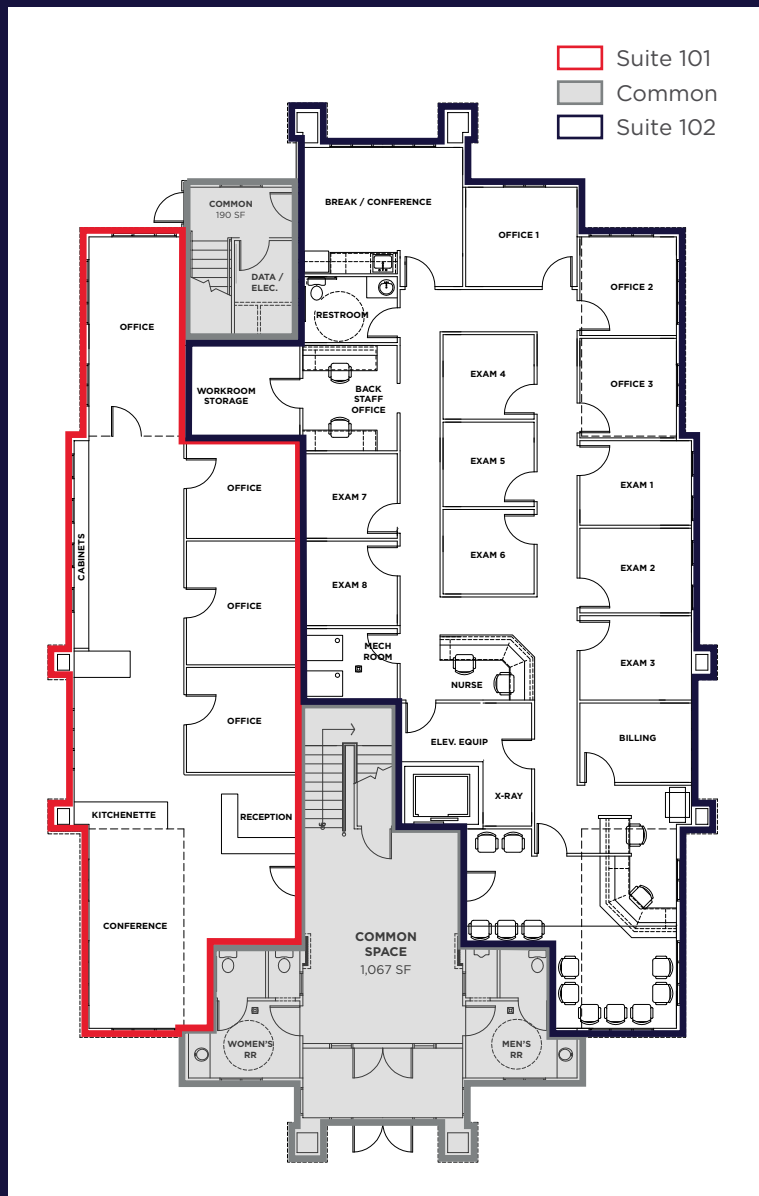 Suite 101
Common
Suite 102
BREAK / CONFERENCE
COMMON
190 SF
OFFICE 1
DATA /
ELEC.
OFFICE 2
OFFICE
RESTROOM
EXAM 4
OFFICE 3
WORKROOM
STORAGE
BACK
STAFF
OFFICE
OFFICE
EXAM 7
EXAM 5
EXAM 1
CABINETS
EXAM 6
EXAM 2
OFFICE
EXAM 8
MECH
ROOM
EXAM 3
NURSE
OFFICE
ELEV. EQUIP
BILLING
X-RAY
KITCHENETTE
RECEPTION
CONFERENCE
COMMON
SPACE
1,067 SF
WOMEN'S
RR
MEN'S
RR